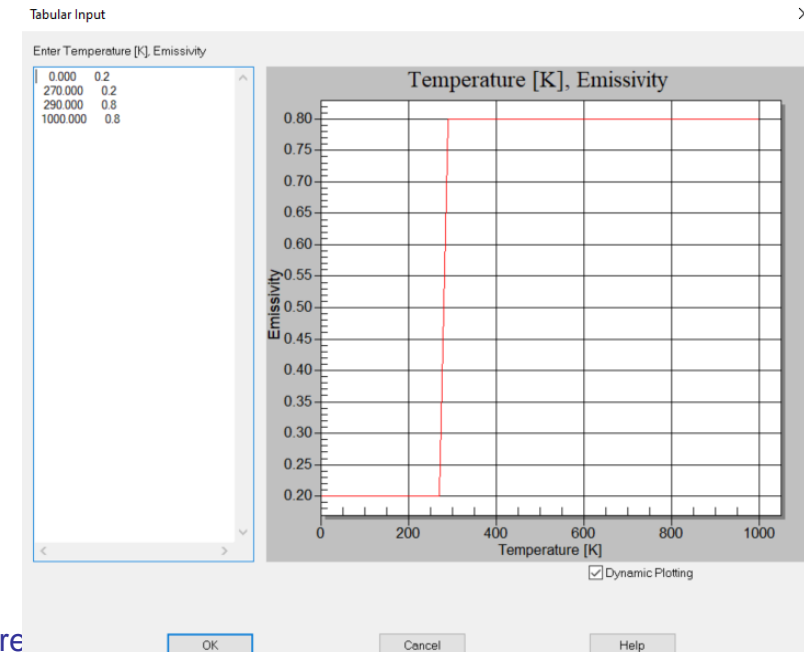 Tabular Input
Enter Temperature [K], Emissivity
0.000 0.2
270.000 0.2
290.000 0.8
1000.000 0.8
Temperature [K], Emissivity
0.80
0.75
0.70
0.65
0.60
0.55
0.50
0.45
0.40
0.35
0.30
0.25
0.20
Emissivity
0 200 400 600 800 1000
Temperature [K]
Dynamic Plotting
re
OK Cancel Help